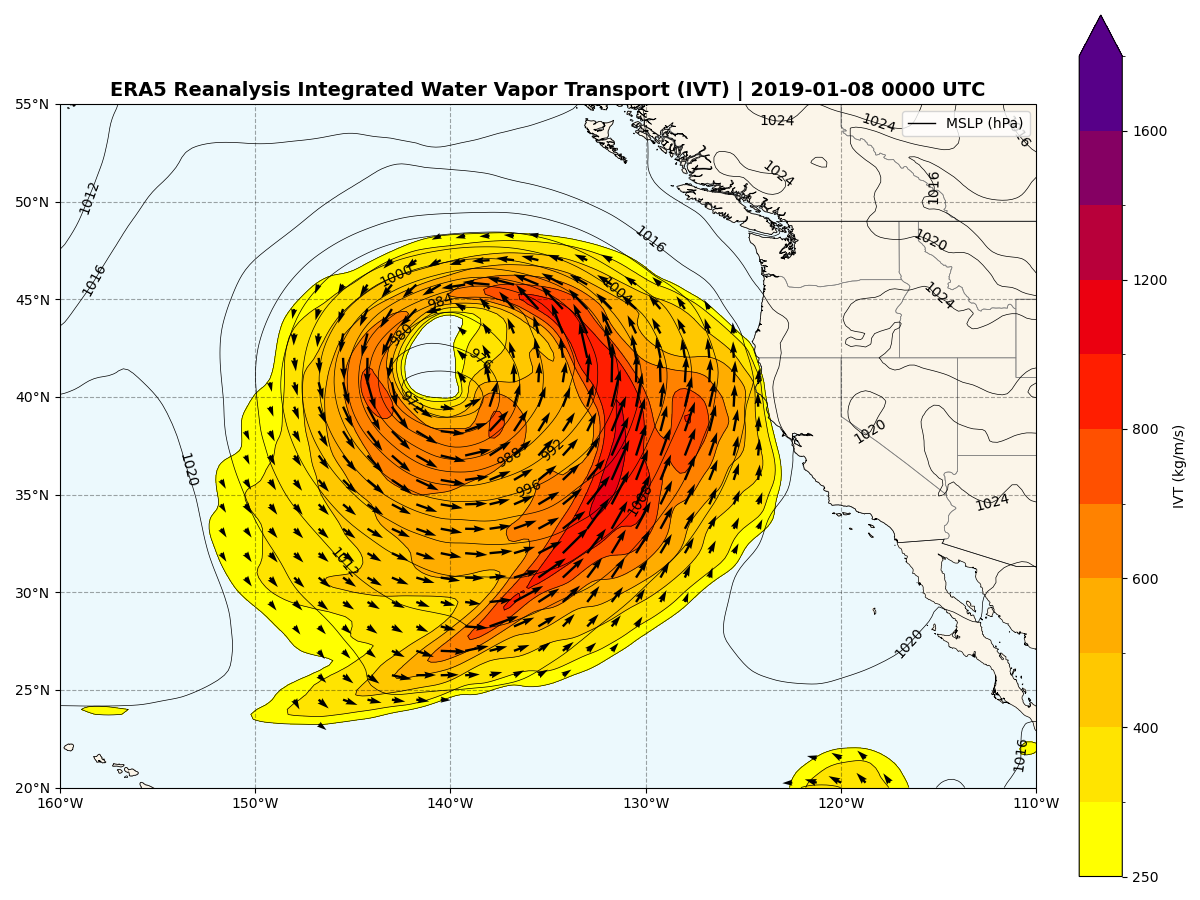 ERA5 Reanalysis Integrated Water Vapor Transport (IVT) | 2019-01-08 0000 UTC
MSLP (hPa)
55°N
50°N
45°N
40°N
35°N
30°N
25°N
20°N
160°W
150°W
140°W
130°W
120°W
110°W
1012
1016
1020
1000
984
980
976
972
988
992
996
1004
1008
1012
1016
1024
1024
1024
1016
1016
1020
1024
1020
1024
1020
1016
1600
1200
800
600
400
250
IVT (kg/m/s)